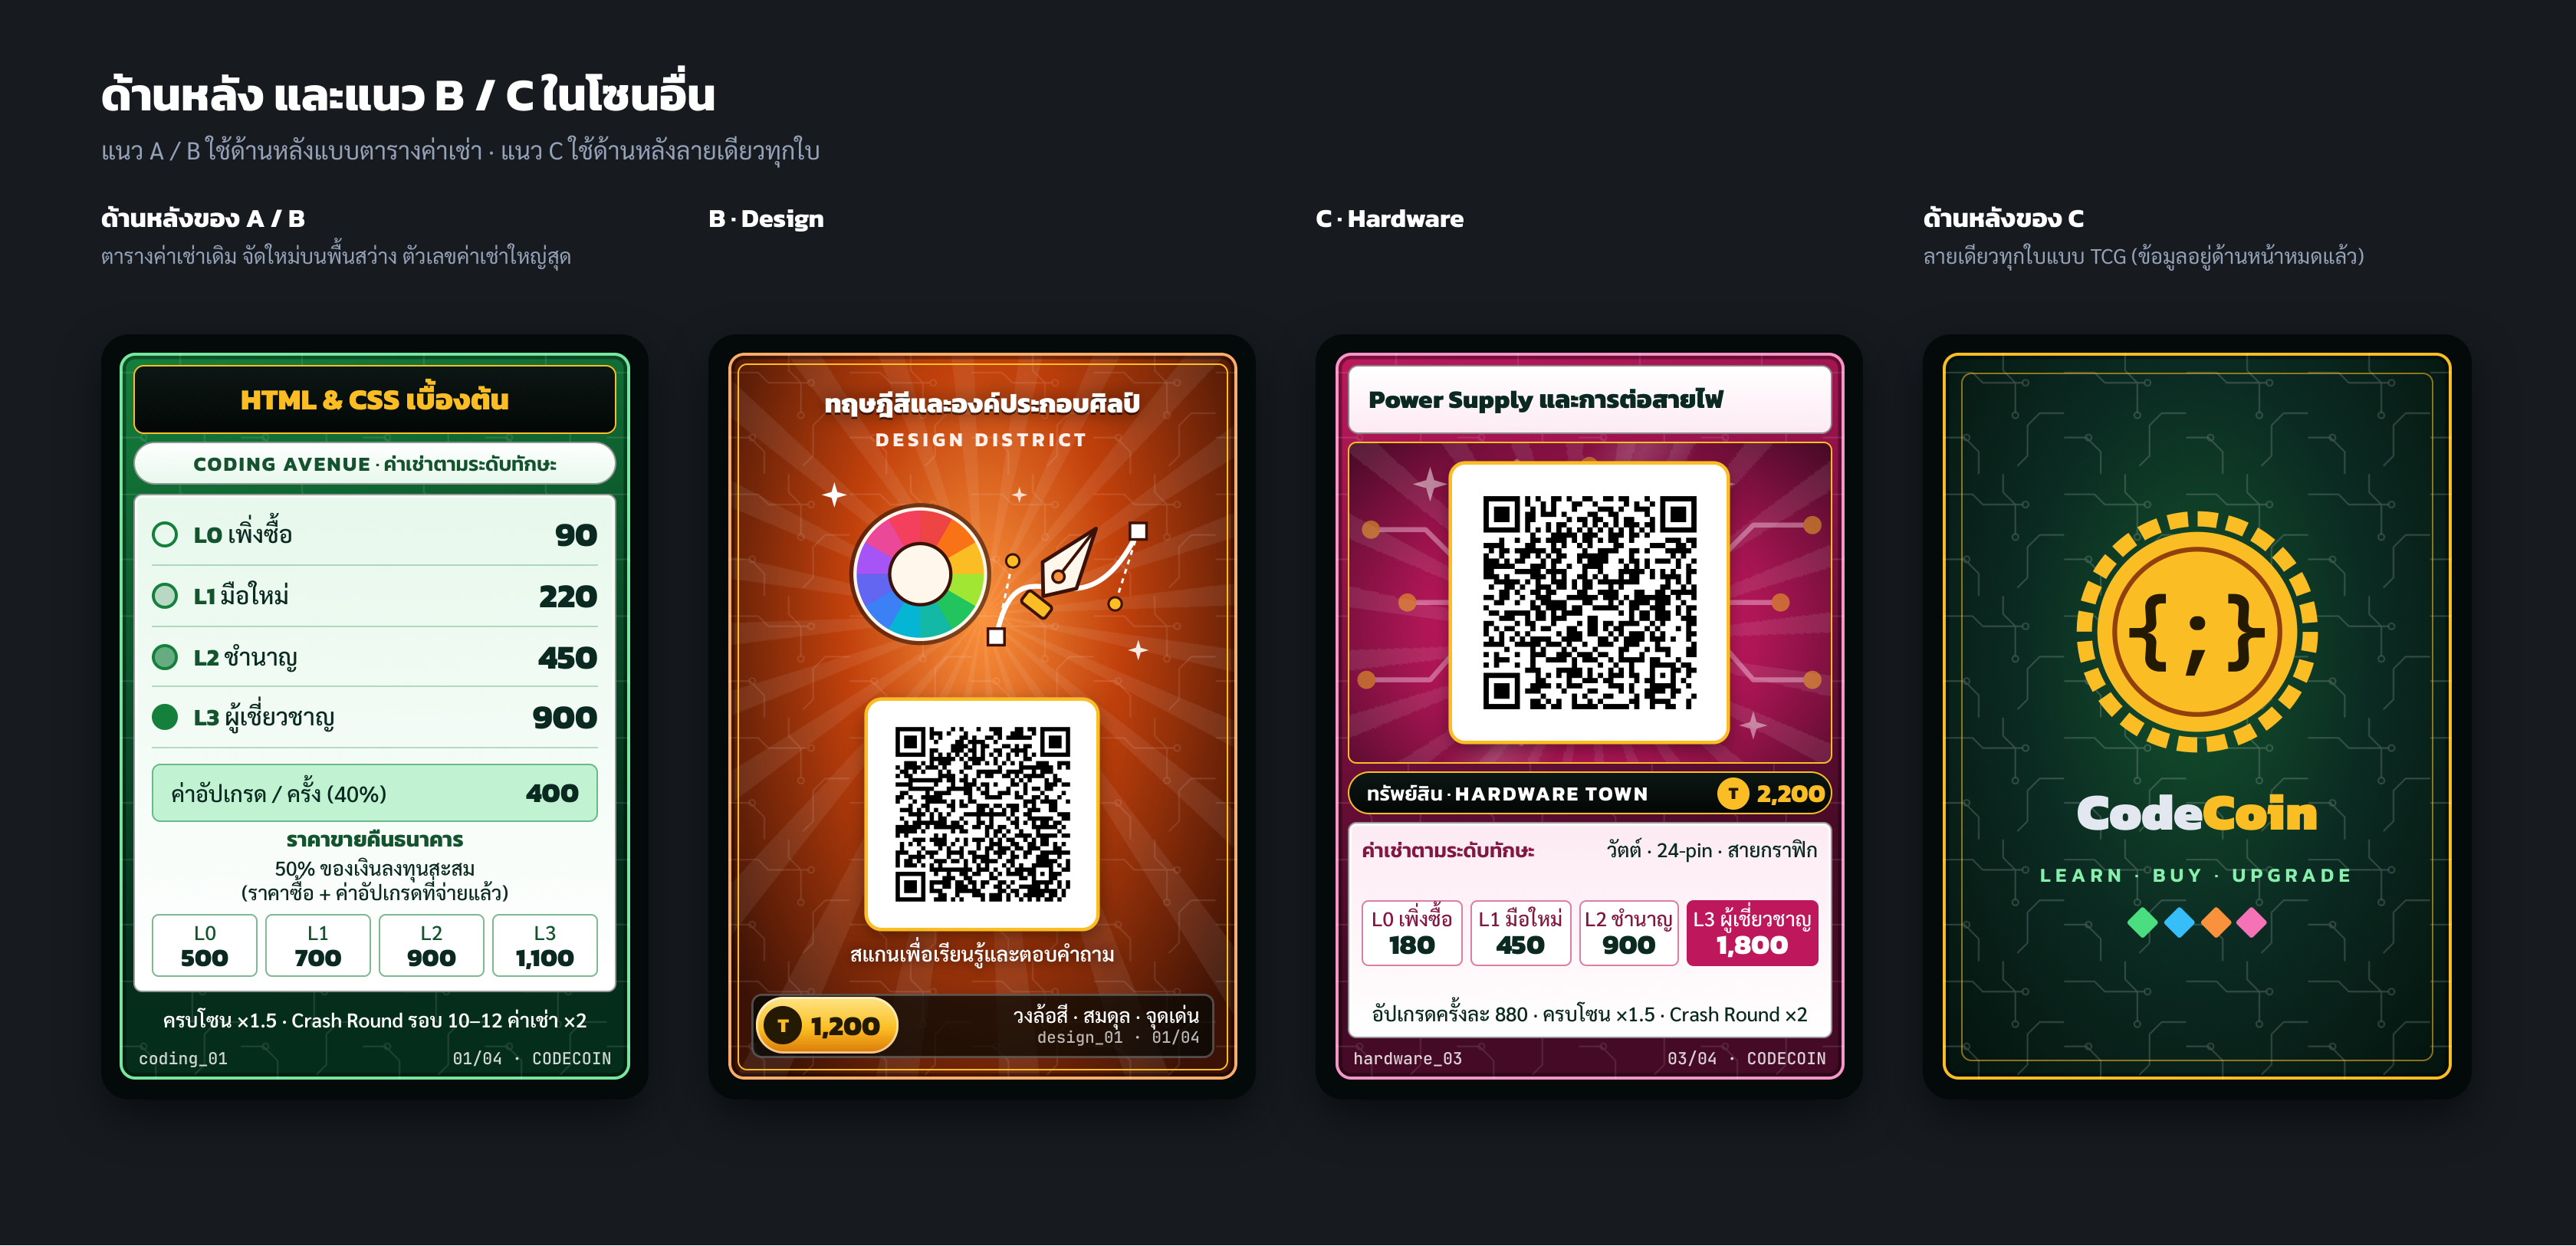 ด้านหลัง และแนว B / C ในโซนอื่น
แนว A / B ใช้ด้านหลังแบบตารางค่าเช่า · แนว C ใช้ด้านหลังลายเดียวทุกใบ
ด้านหลังของ A / B
ตารางค่าเช่าเดิม จัดใหม่บนพื้นสว่าง ตัวเลขค่าเช่าใหญ่สุด
HTML & CSS เบื้องต้น
CODING AVENUE · ค่าเช่าตามระดับทักษะ
L0 เพิ่งซื้อ 90
L1 มือใหม่ 220
L2 ชำนาญ 450
L3 ผู้เชี่ยวชาญ 900
ค่าอัปเกรด / ครั้ง (40%) 400
ราคาขายคืนธนาคาร
50% ของเงินลงทุนสะสม
(ราคาซื้อ + ค่าอัปเกรดที่จ่ายแล้ว)
L0 L1 L2 L3
500 700 900 1,100
ครบโซน ×1.5 · Crash Round รอบ 10–12 ค่าเช่า ×2
coding_01 01/04 · CODECOIN
B · Design
ทฤษฎีสีและองค์ประกอบศิลป์
DESIGN DISTRICT
สแกนเพื่อเรียนรู้และตอบคำถาม
T 1,200
วงล้อสี · สมดุล · จุดเด่น
design_01 · 01/04
C · Hardware
Power Supply และการต่อสายไฟ
ทรัพย์สิน · HARDWARE TOWN T 2,200
ค่าเช่าตามระดับทักษะ วัตต์ · 24-pin · สายกราฟิก
L0 เพิ่งซื้อ L1 มือใหม่ L2 ชำนาญ L3 ผู้เชี่ยวชาญ
180 450 900 1,800
อัปเกรดครั้งละ 880 · ครบโซน ×1.5 · Crash Round ×2
hardware_03 03/04 · CODECOIN
ด้านหลังของ C
ลายเดียวทุกใบแบบ TCG (ข้อมูลอยู่ด้านหน้าหมดแล้ว)
{;}
CodeCoin
LEARN · BUY · UPGRADE